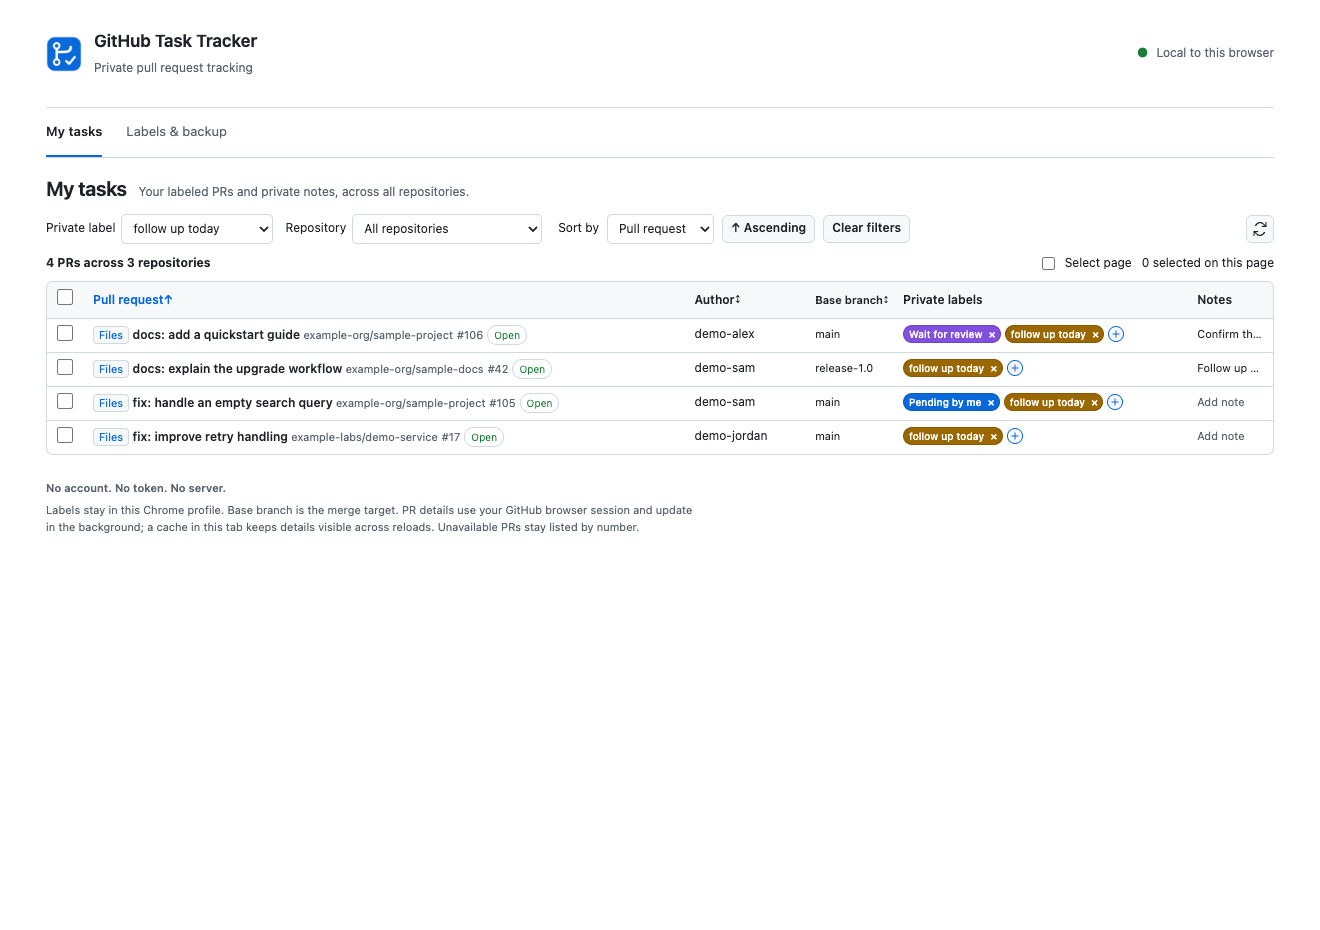 GitHub Task Tracker
Private pull request tracking
Local to this browser
My tasks Labels & backup
My tasks Your labeled PRs and private notes, across all repositories.
Private label follow up today Repository All repositories Sort by Pull request ↑ Ascending Clear filters
4 PRs across 3 repositories Select page 0 selected on this page
Pull request↑ Author↕ Base branch↕ Private labels Notes
Files docs: add a quickstart guide example-org/sample-project #106 Open demo-alex main Wait for review × follow up today × + Confirm th...
Files docs: explain the upgrade workflow example-org/sample-docs #42 Open demo-sam release-1.0 follow up today × + Follow up ...
Files fix: handle an empty search query example-org/sample-project #105 Open demo-sam main Pending by me × follow up today × + Add note
Files fix: improve retry handling example-labs/demo-service #17 Open demo-jordan main follow up today × + Add note
No account. No token. No server.
Labels stay in this Chrome profile. Base branch is the merge target. PR details use your GitHub browser session and update
in the background; a cache in this tab keeps details visible across reloads. Unavailable PRs stay listed by number.